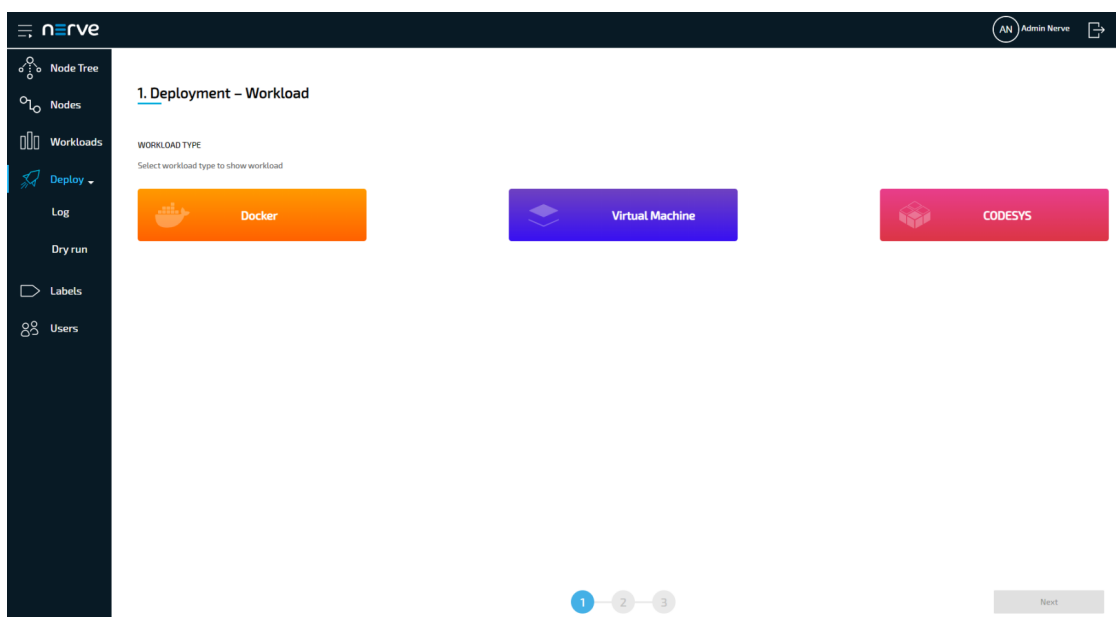 nerve
AN Admin Nerve
Node Tree
Nodes
Workloads
Deploy
Log
Dry run
Labels
Users
1. Deployment – Workload
WORKLOAD TYPE
Select workload type to show workload
Docker
Virtual Machine
CODESYS
1 2 3
Next